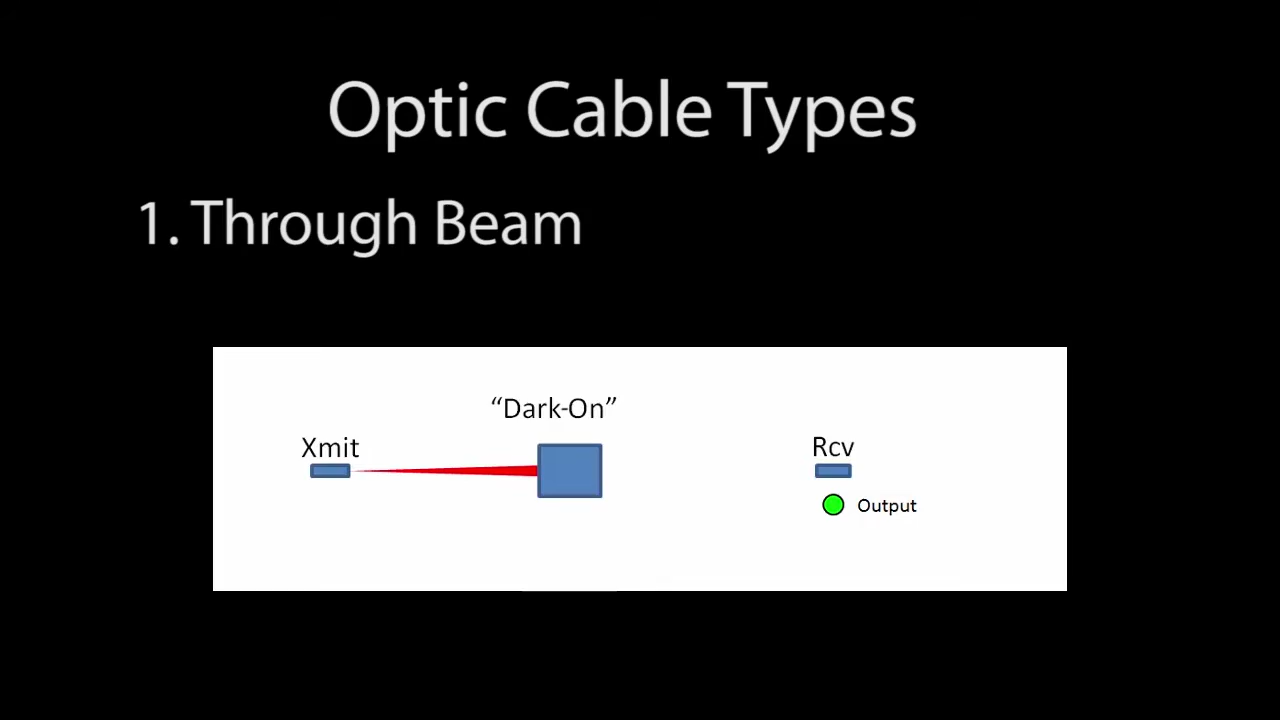 Optic Cable Types
1. Through Beam
“Dark-On”
Xmit
Rcv
Output